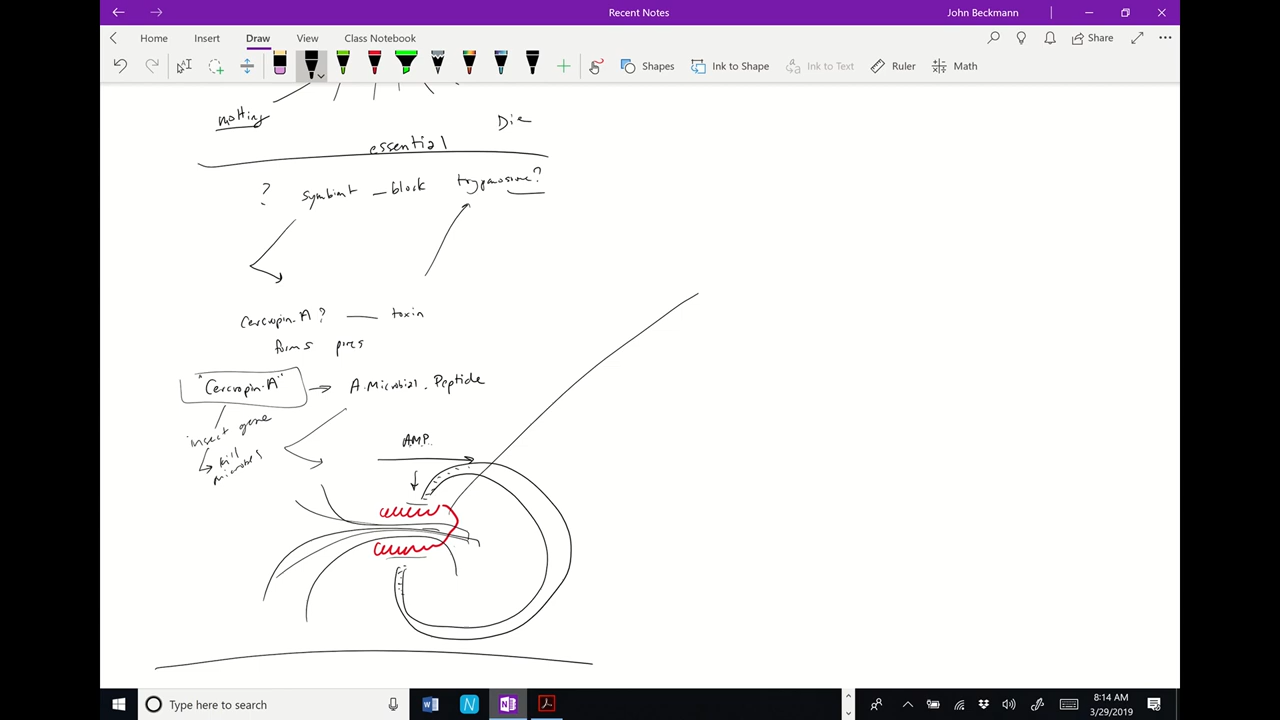 Recent Notes
John Beckmann
Home Insert Draw View Class Notebook
Share
Shapes Ink to Shape Ink to Text Ruler Math
molting
Die
essential
? symbiont — block trypanosome?
Cercropin.A? — toxin
forms pores
"Cercropin.A" → A.Microbial.Peptide
insect gene
kill
microbes
A.M.P.
Type here to search
8:14 AM
3/29/2019